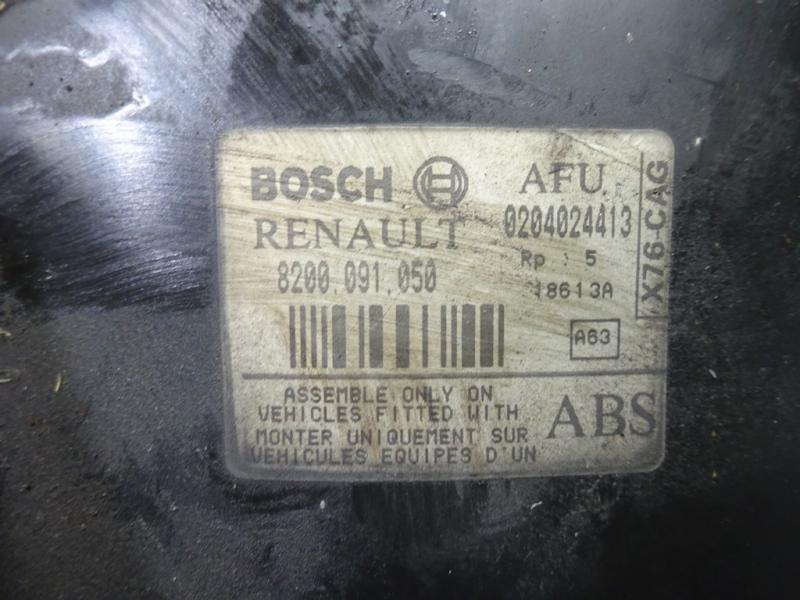 BOSCH AFU.
RENAULT 0204024413
8200.091.050 Rp : 5
18613A
X76-CAG
A63
ASSEMBLE ONLY ON
VEHICLES FITTED WITH
MONTER UNIQUEMENT SUR
VEHICULES EQUIPES D'UN
ABS